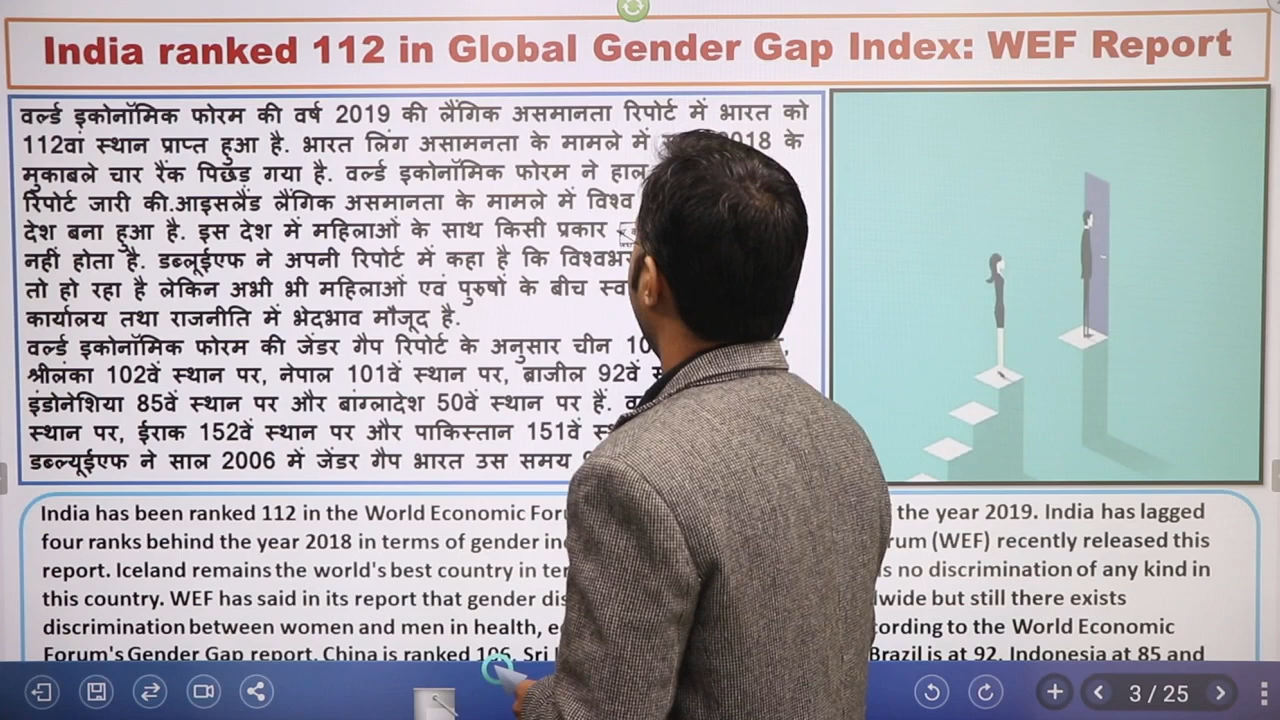 India ranked 112 in Global Gender Gap Index: WEF Report
वर्ल्ड इकोनॉमिक फोरम की वर्ष 2019 की लैंगिक असमानता रिपोर्ट में भारत को
112वां स्थान प्राप्त हुआ है. भारत लिंग असामनता के मामले में 2018 के
मुकाबले चार रैंक पिछड़ गया है. वर्ल्ड इकोनॉमिक फोरम ने हाल
रिपोर्ट जारी की.आइसलैंड लैंगिक असमानता के मामले में विश्व
देश बना हुआ है. इस देश में महिलाओं के साथ किसी प्रकार
नहीं होता है. डब्लूईएफ ने अपनी रिपोर्ट में कहा है कि
तो हो रहा है लेकिन अभी भी महिलाओं एवं पुरुषों के बीच
कार्यालय तथा राजनीति में भेदभाव मौजूद है.
वर्ल्ड इकोनॉमिक फोरम की जेंडर गैप रिपोर्ट के अनुसार चीन
श्रीलंका 102वें स्थान पर, नेपाल 101वें स्थान पर, ब्राजील 92वें
इंडोनेशिया 85वें स्थान पर और बांग्लादेश 50वें स्थान पर हैं.
स्थान पर, ईराक 152वें स्थान पर और पाकिस्तान 151वें
डब्ल्यूईएफ ने साल 2006 में जेंडर गैप भारत उस समय
India has been ranked 112 in the World Economic the year 2019. India has lagged
four ranks behind the year 2018 in terms of gender (WEF) recently released this
report. Iceland remains the world's best country in no discrimination of any kind in
this country. WEF has said in its report that gender but still there exists
discrimination between women and men in health, to the World Economic
Forum's Gender Gap report, China is ranked 106, Sri Brazil is at 92, Indonesia at 85 and
3 / 25